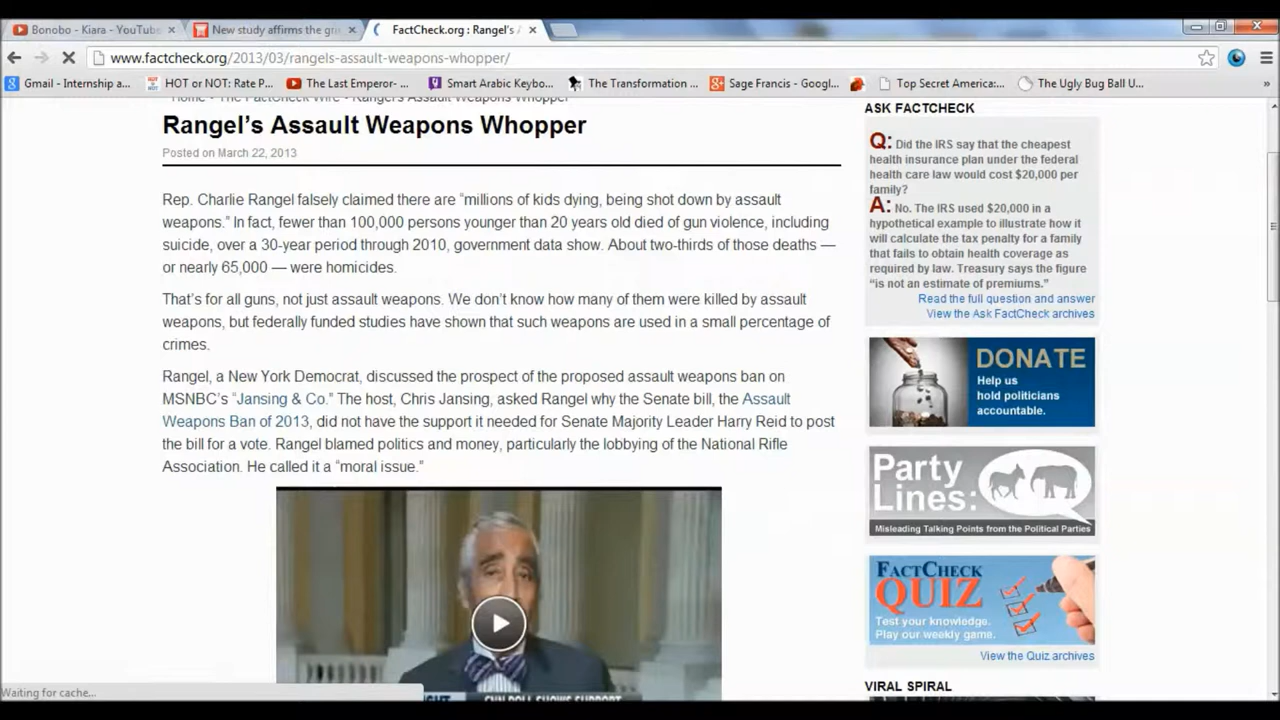 Bonobo - Kiara - YouTube
New study affirms the gr
FactCheck.org : Rangel's
www.factcheck.org/2013/03/rangels-assault-weapons-whopper/
Gmail - Internship a...
HOT or NOT: Rate P...
The Last Emperor- ...
Smart Arabic Keybo...
The Transformation ...
Sage Francis - Googl...
Top Secret America:...
The Ugly Bug Ball U...
Home · The FactCheck Wire · Rangel's Assault Weapons Whopper
Rangel's Assault Weapons Whopper
Posted on March 22, 2013
Rep. Charlie Rangel falsely claimed there are “millions of kids dying, being shot down by assault
weapons.” In fact, fewer than 100,000 persons younger than 20 years old died of gun violence, including
suicide, over a 30-year period through 2010, government data show. About two-thirds of those deaths —
or nearly 65,000 — were homicides.
That’s for all guns, not just assault weapons. We don’t know how many of them were killed by assault
weapons, but federally funded studies have shown that such weapons are used in a small percentage of
crimes.
Rangel, a New York Democrat, discussed the prospect of the proposed assault weapons ban on
MSNBC’s “Jansing & Co.” The host, Chris Jansing, asked Rangel why the Senate bill, the Assault
Weapons Ban of 2013, did not have the support it needed for Senate Majority Leader Harry Reid to post
the bill for a vote. Rangel blamed politics and money, particularly the lobbying of the National Rifle
Association. He called it a “moral issue.”
ASK FACTCHECK
Q: Did the IRS say that the cheapest
health insurance plan under the federal
health care law would cost $20,000 per
family?
A: No. The IRS used $20,000 in a
hypothetical example to illustrate how it
will calculate the tax penalty for a family
that fails to obtain health coverage as
required by law. Treasury says the figure
“is not an estimate of premiums.”
Read the full question and answer
View the Ask FactCheck archives
DONATE
Help us
hold politicians
accountable.
Party
Lines:
Misleading Talking Points from the Political Parties
FACTCHECK
QUIZ
Test your knowledge.
Play our weekly game.
View the Quiz archives
VIRAL SPIRAL
Waiting for cache...